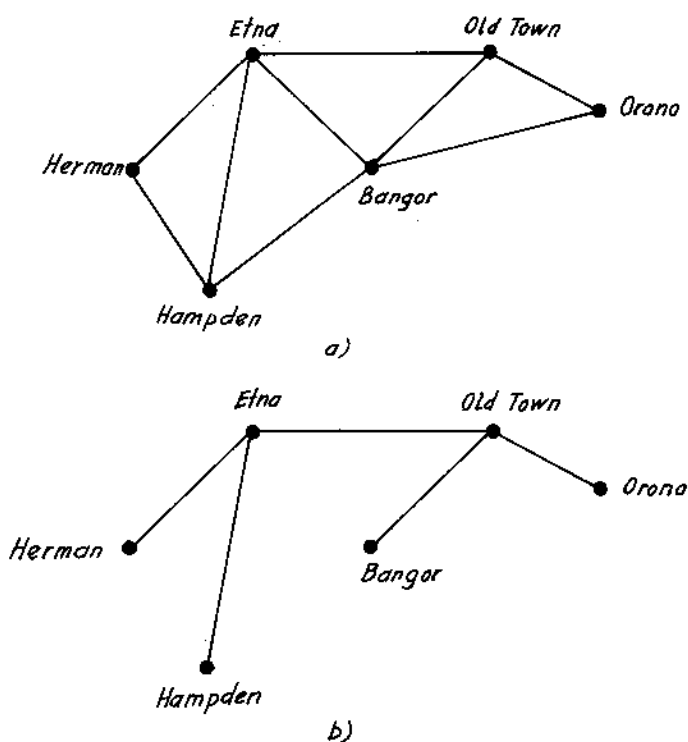 Etna
Old Town
Orono
Herman
Bangor
Hampden
a)
Etna
Old Town
Orono
Herman
Bangor
Hampden
b)